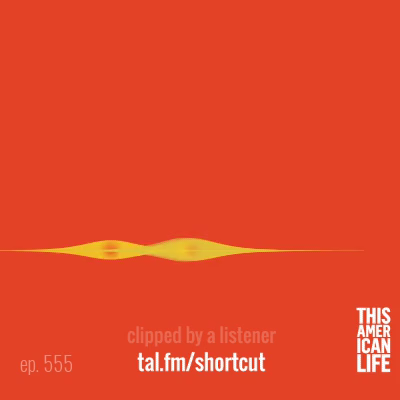 clipped by a listener
ep. 555
tal.fm/shortcut
THIS
AMER
ICAN
LIFE